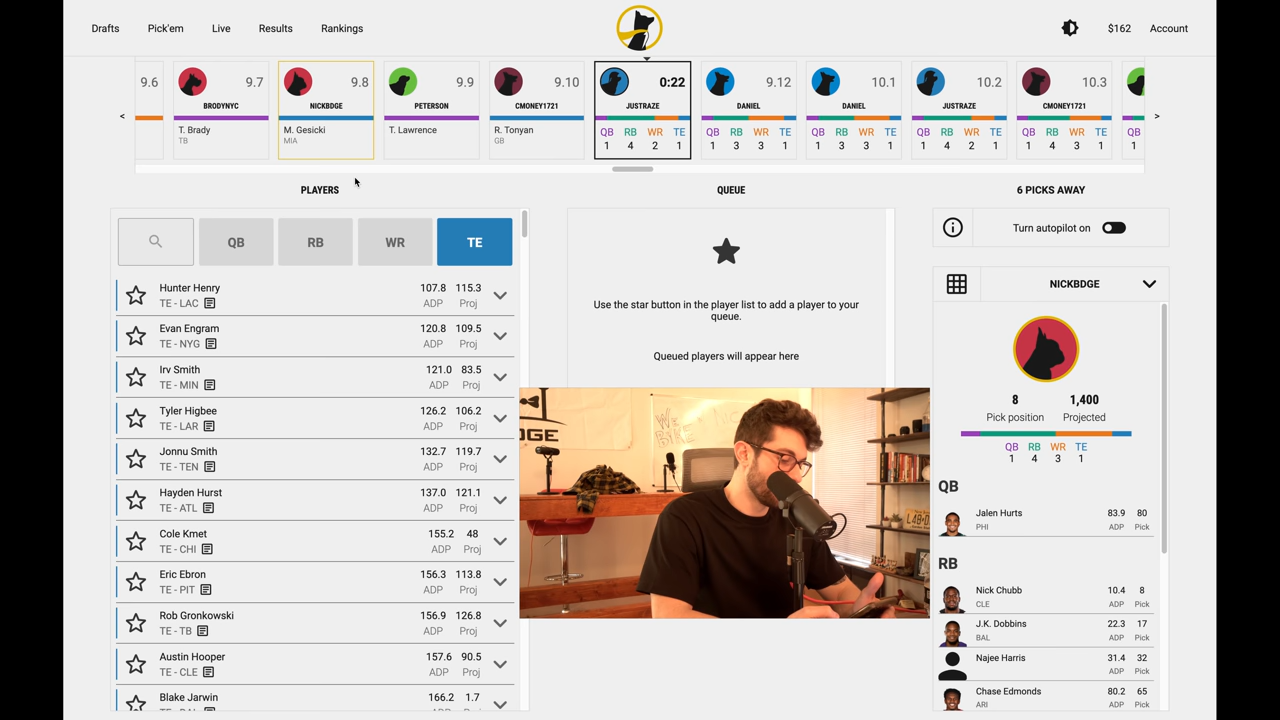 Drafts Pick'em Live Results Rankings $162 Account
9.6 9.7 9.8 9.9 9.10 0:22 9.12 10.1 10.2 10.3
BRODYNYC NICKBDGE PETERSON CMONEY1721 JUSTRAZE DANIEL DANIEL JUSTRAZE CMONEY1721
T. Brady M. Gesicki T. Lawrence R. Tonyan QB RB WR TE QB RB WR TE QB RB WR TE QB RB WR TE QB RB WR TE QB
TB MIA GB 1 4 2 1 1 3 3 1 1 3 3 1 1 4 2 1 1 4 3 1 1
< >
PLAYERS QUEUE 6 PICKS AWAY
QB RB WR TE
Turn autopilot on
Hunter Henry 107.8 115.3
TE - LAC ADP Proj
Evan Engram 120.8 109.5
TE - NYG ADP Proj
Irv Smith 121.0 83.5
TE - MIN ADP Proj
Tyler Higbee 126.2 106.2
TE - LAR ADP Proj
Jonnu Smith 132.7 119.7
TE - TEN ADP Proj
Hayden Hurst 137.0 121.1
TE - ATL ADP Proj
Cole Kmet 155.2 48
TE - CHI ADP Proj
Eric Ebron 156.3 113.8
TE - PIT ADP Proj
Rob Gronkowski 156.9 126.8
TE - TB ADP Proj
Austin Hooper 157.6 90.5
TE - CLE ADP Proj
Blake Jarwin 166.2 1.7
Use the star button in the player list to add a player to your
queue.
Queued players will appear here
NICKBDGE
8 1,400
Pick position Projected
QB RB WR TE
1 4 3 1
QB
Jalen Hurts 83.9 80
PHI ADP Pick
RB
Nick Chubb 10.4 8
CLE ADP Pick
J.K. Dobbins 22.3 17
BAL ADP Pick
Najee Harris 31.4 32
ADP Pick
Chase Edmonds 80.2 65
ARI ADP Pick